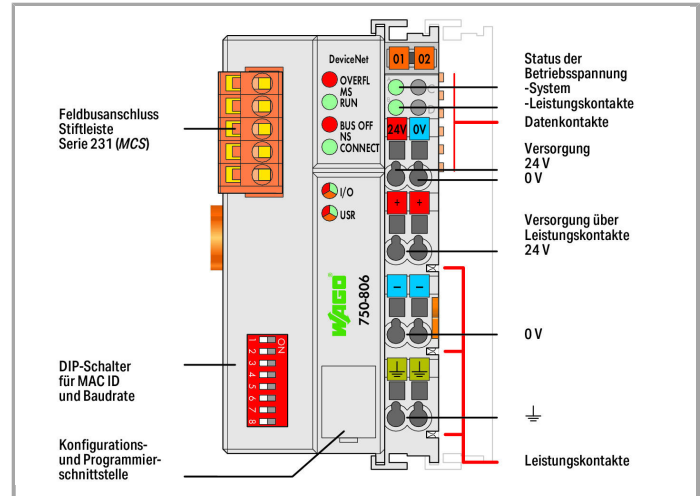 Feldbusanschluss
Stiftleiste
Serie 231 (MCS)
DIP-Schalter
für MAC ID
und Baudrate
Konfigurations-
und Programmier-
schnittstelle
DeviceNet
OVERFL
MS
RUN
BUS OFF
NS
CONNECT
I/O
USR
WAGO
750-806
ON
1 2 3 4 5 6 7 8
01 02
24V 0V
+ +
− −
Status der
Betriebsspannung
-System
-Leistungskontakte
Datenkontakte
Versorgung
24 V
0 V
Versorgung über
Leistungskontakte
24 V
0 V
Leistungskontakte